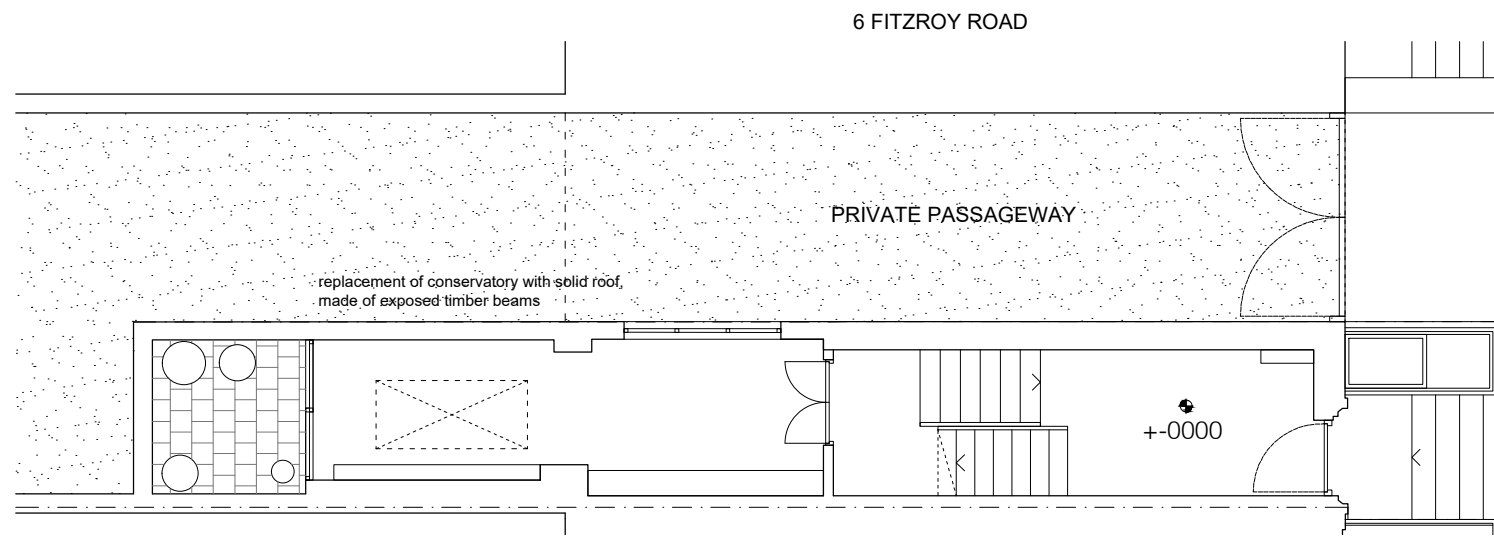 6 FITZROY ROAD
PRIVATE PASSAGEWAY
replacement of conservatory with solid roof,
made of exposed timber beams
+-0000